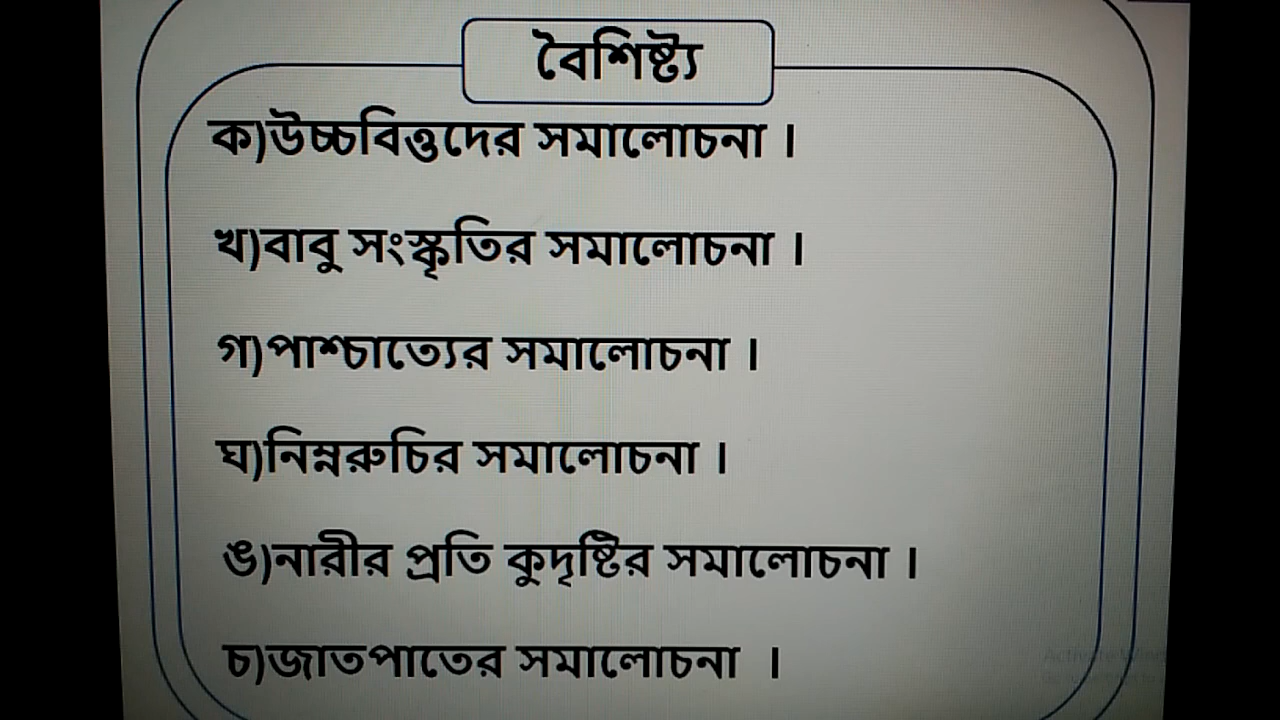 বৈশিষ্ট্য
ক)উচ্চবিত্তদের সমালোচনা ।
খ)বাবু সংস্কৃতির সমালোচনা ।
গ)পাশ্চাত্যের সমালোচনা ।
ঘ)নিম্নরুচির সমালোচনা ।
ঙ)নারীর প্রতি কুদৃষ্টির সমালোচনা ।
চ)জাতপাতের সমালোচনা ।